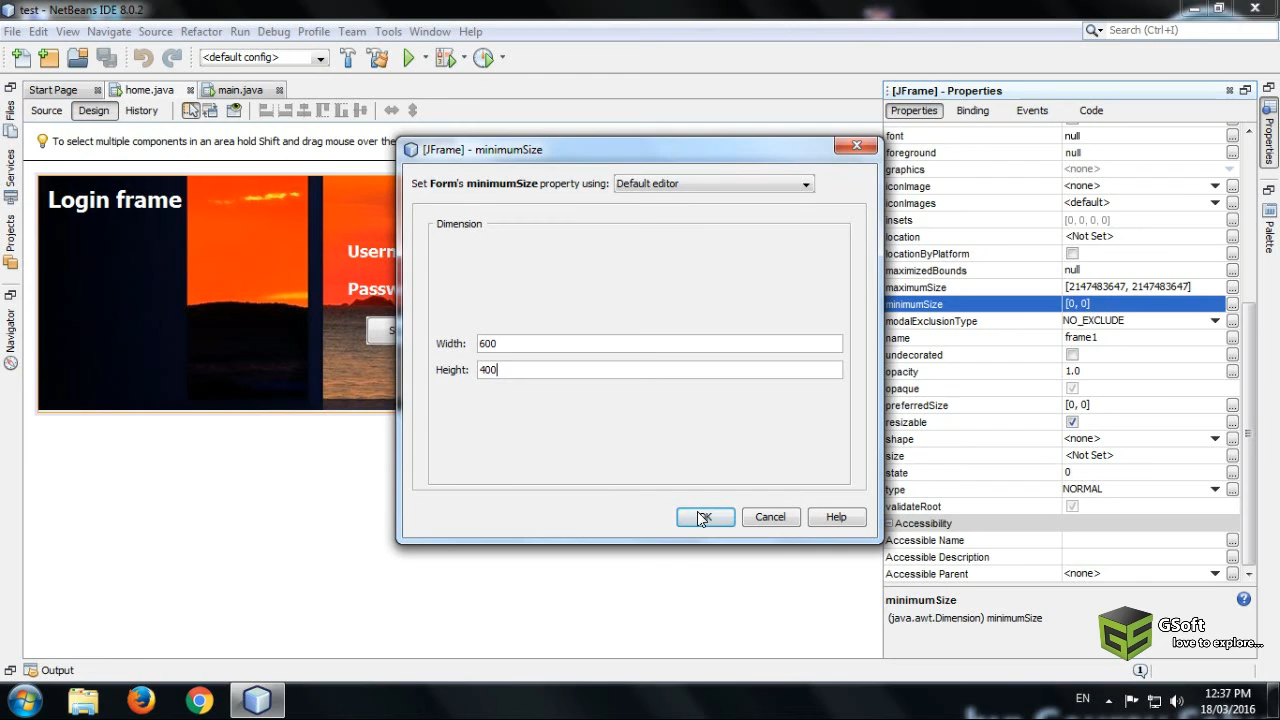 test - NetBeans IDE 8.0.2
File Edit View Navigate Source Refactor Run Debug Profile Team Tools Window Help
Search (Ctrl+I)
<default config>
Start Page home.java main.java
[JFrame] - Properties
Source Design History
Properties Binding Events Code
To select multiple components in an area hold Shift and drag mouse over the
Files
Services
Projects
Navigator
Login frame
Usern
Passw
S
[JFrame] - minimumSize
Set Form's minimumSize property using: Default editor
Dimension
Width: 600
Height: 400
OK Cancel Help
font null
foreground null
graphics <none>
iconImage <none>
iconImages <default>
insets [0, 0, 0, 0]
location <Not Set>
locationByPlatform
maximizedBounds null
maximumSize [2147483647, 2147483647]
minimumSize [0, 0]
modalExclusionType NO_EXCLUDE
name frame1
undecorated
opacity 1.0
opaque
preferredSize [0, 0]
resizable
shape <none>
size <Not Set>
state 0
type NORMAL
validateRoot
Accessibility
Accessible Name
Accessible Description
Accessible Parent <none>
minimumSize
(java.awt.Dimension) minimumSize
Properties
Palette
GSoft
love to explore...
Output
1
EN
12:37 PM
18/03/2016